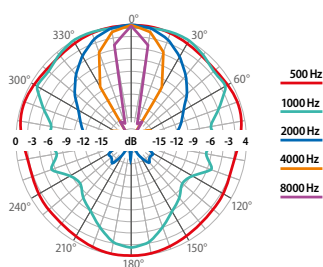 0°
330° 30°
300° 60°
500 Hz
1000 Hz
2000 Hz
4000 Hz
8000 Hz
0 -3 -6 -9 -12 -15 dB -15 -12 -9 -6 -3 4
240° 120°
210° 150°
180°